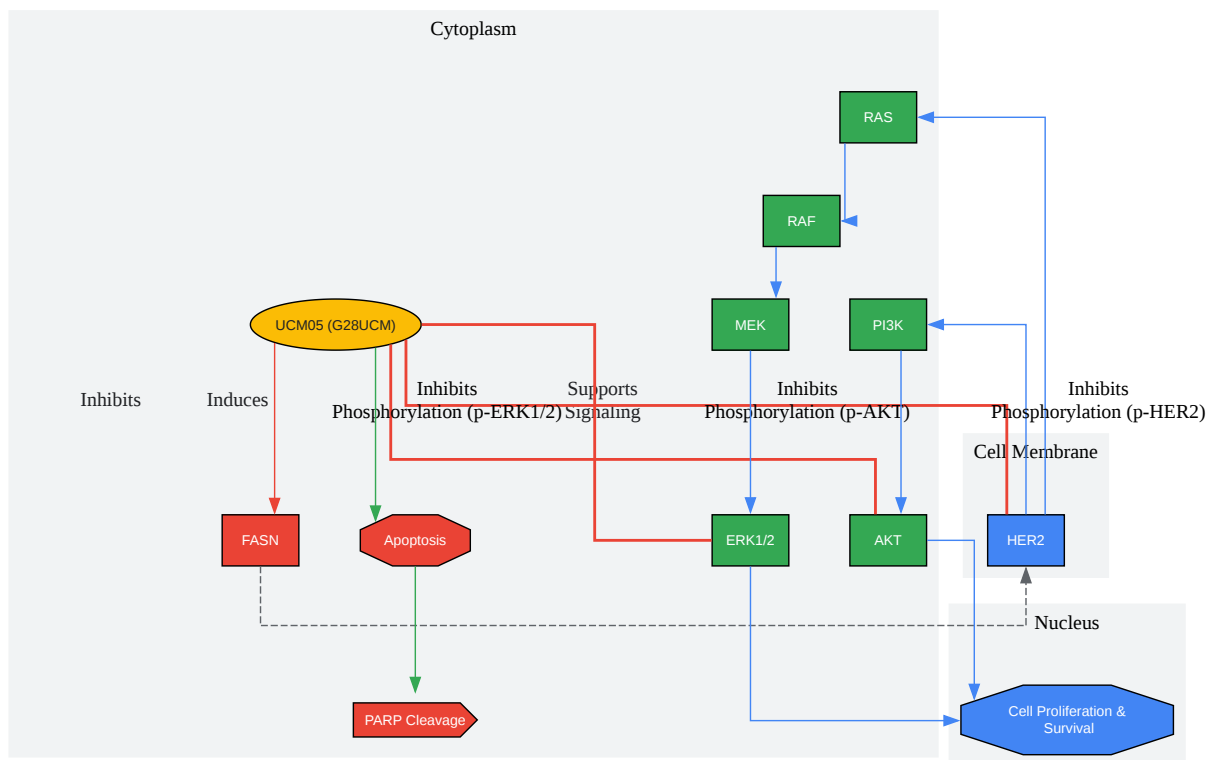 Cytoplasm
RAS
RAF
UCM05 (G28UCM)
MEK
PI3K
Inhibits
Induces
Inhibits
Phosphorylation (p-ERK1/2)
Supports
Signaling
Inhibits
Phosphorylation (p-AKT)
Inhibits
Phosphorylation (p-HER2)
Cell Membrane
FASN
Apoptosis
ERK1/2
AKT
HER2
Nucleus
PARP Cleavage
Cell Proliferation &
Survival